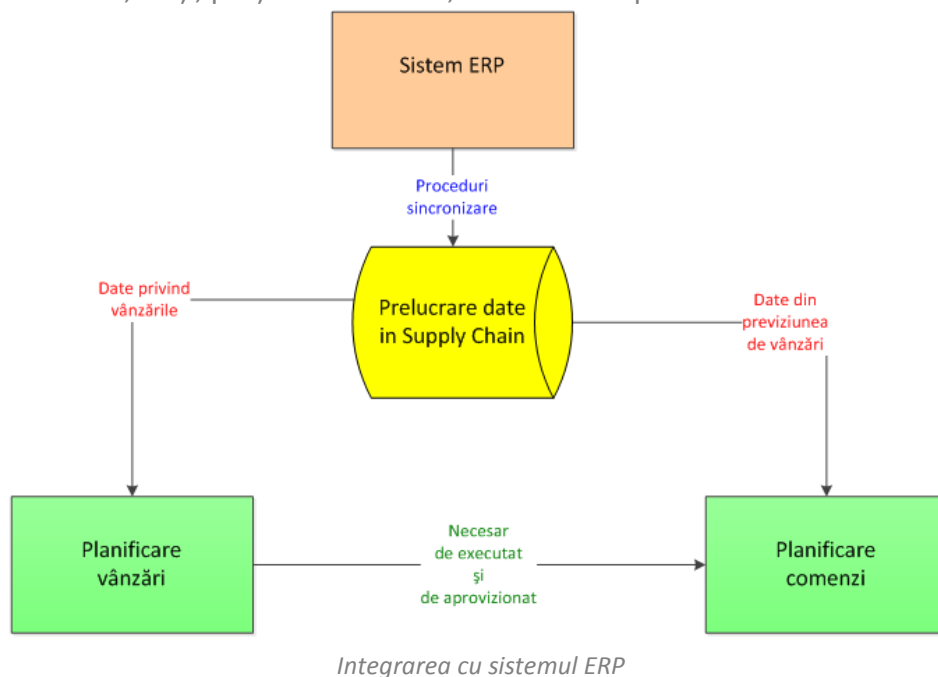 Sistem ERP
Proceduri
sincronizare
Date privind
vânzările
Prelucrare date
in Supply Chain
Date din
previziunea
de vânzări
Planificare
vânzări
Necesar
de executat
şi
de aprovizionat
Planificare
comenzi
Integrarea cu sistemul ERP